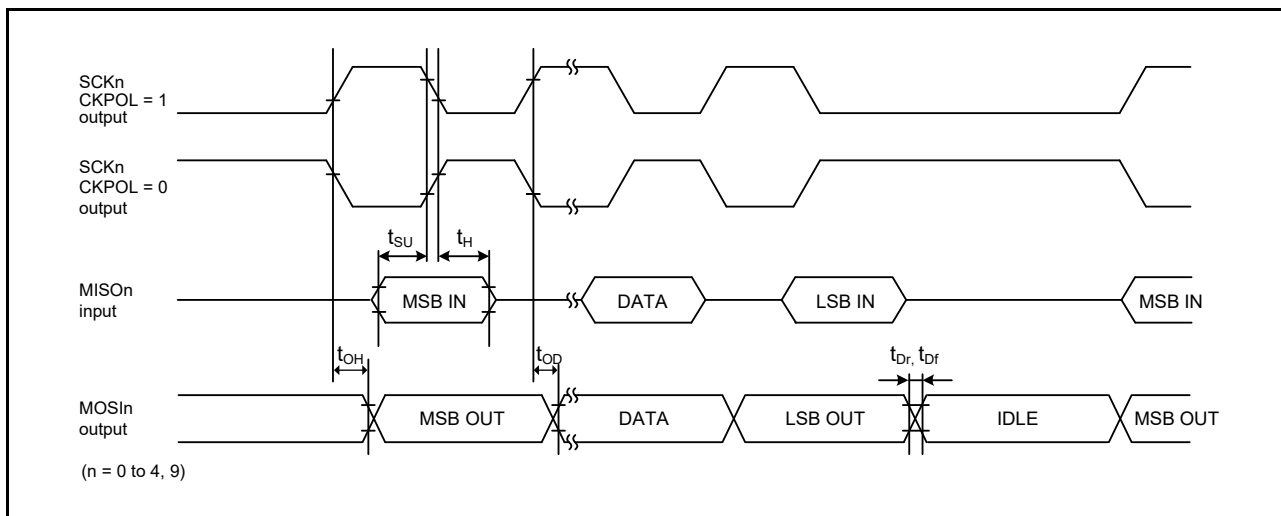 SCKn
CKPOL = 1
output
SCKn
CKPOL = 0
output
tSU
tH
MISOn
input
MSB IN
DATA
LSB IN
MSB IN
tOH
tOD
tDr, tDf
MOSIn
output
MSB OUT
DATA
LSB OUT
IDLE
MSB OUT
(n = 0 to 4, 9)